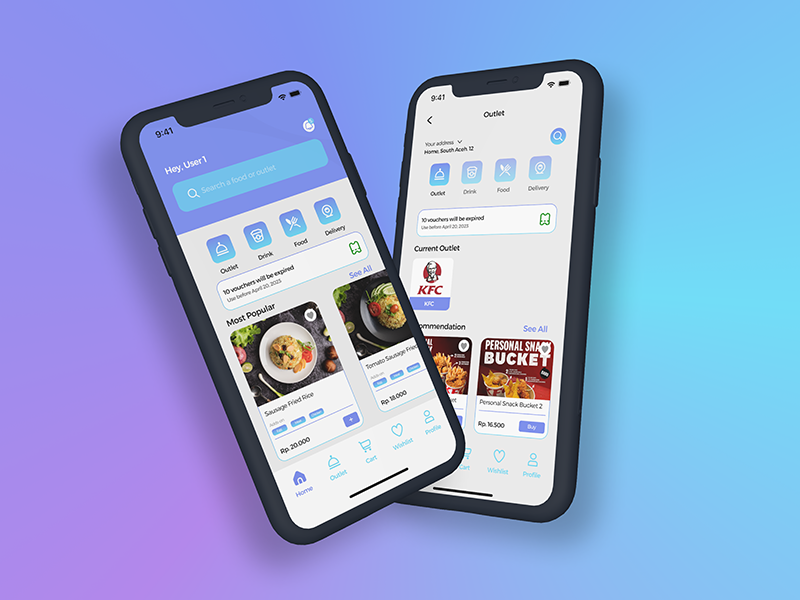 9:41
Hey, User 1
Search a food or outlet
Outlet
Drink
Food
Delivery
10 vouchers will be expired
Use before April 20, 2023
Most Popular
See All
Sausage Fried Rice
Add-on
Rp. 20.000
+
Tomato Sausage Fried
Add-on
Rp. 18.000
Home
Outlet
Cart
Wishlist
Profile
9:41
Outlet
Your address
Home, South Aceh. 12
Outlet
Drink
Food
Delivery
10 vouchers will be expired
Use before April 20, 2023
Current Outlet
KFC
KFC
ommendation
See All
PERSONAL SNACK
BUCKET
Personal Snack Bucket 2
Rp. 16.500
Buy
Cart
Wishlist
Profile